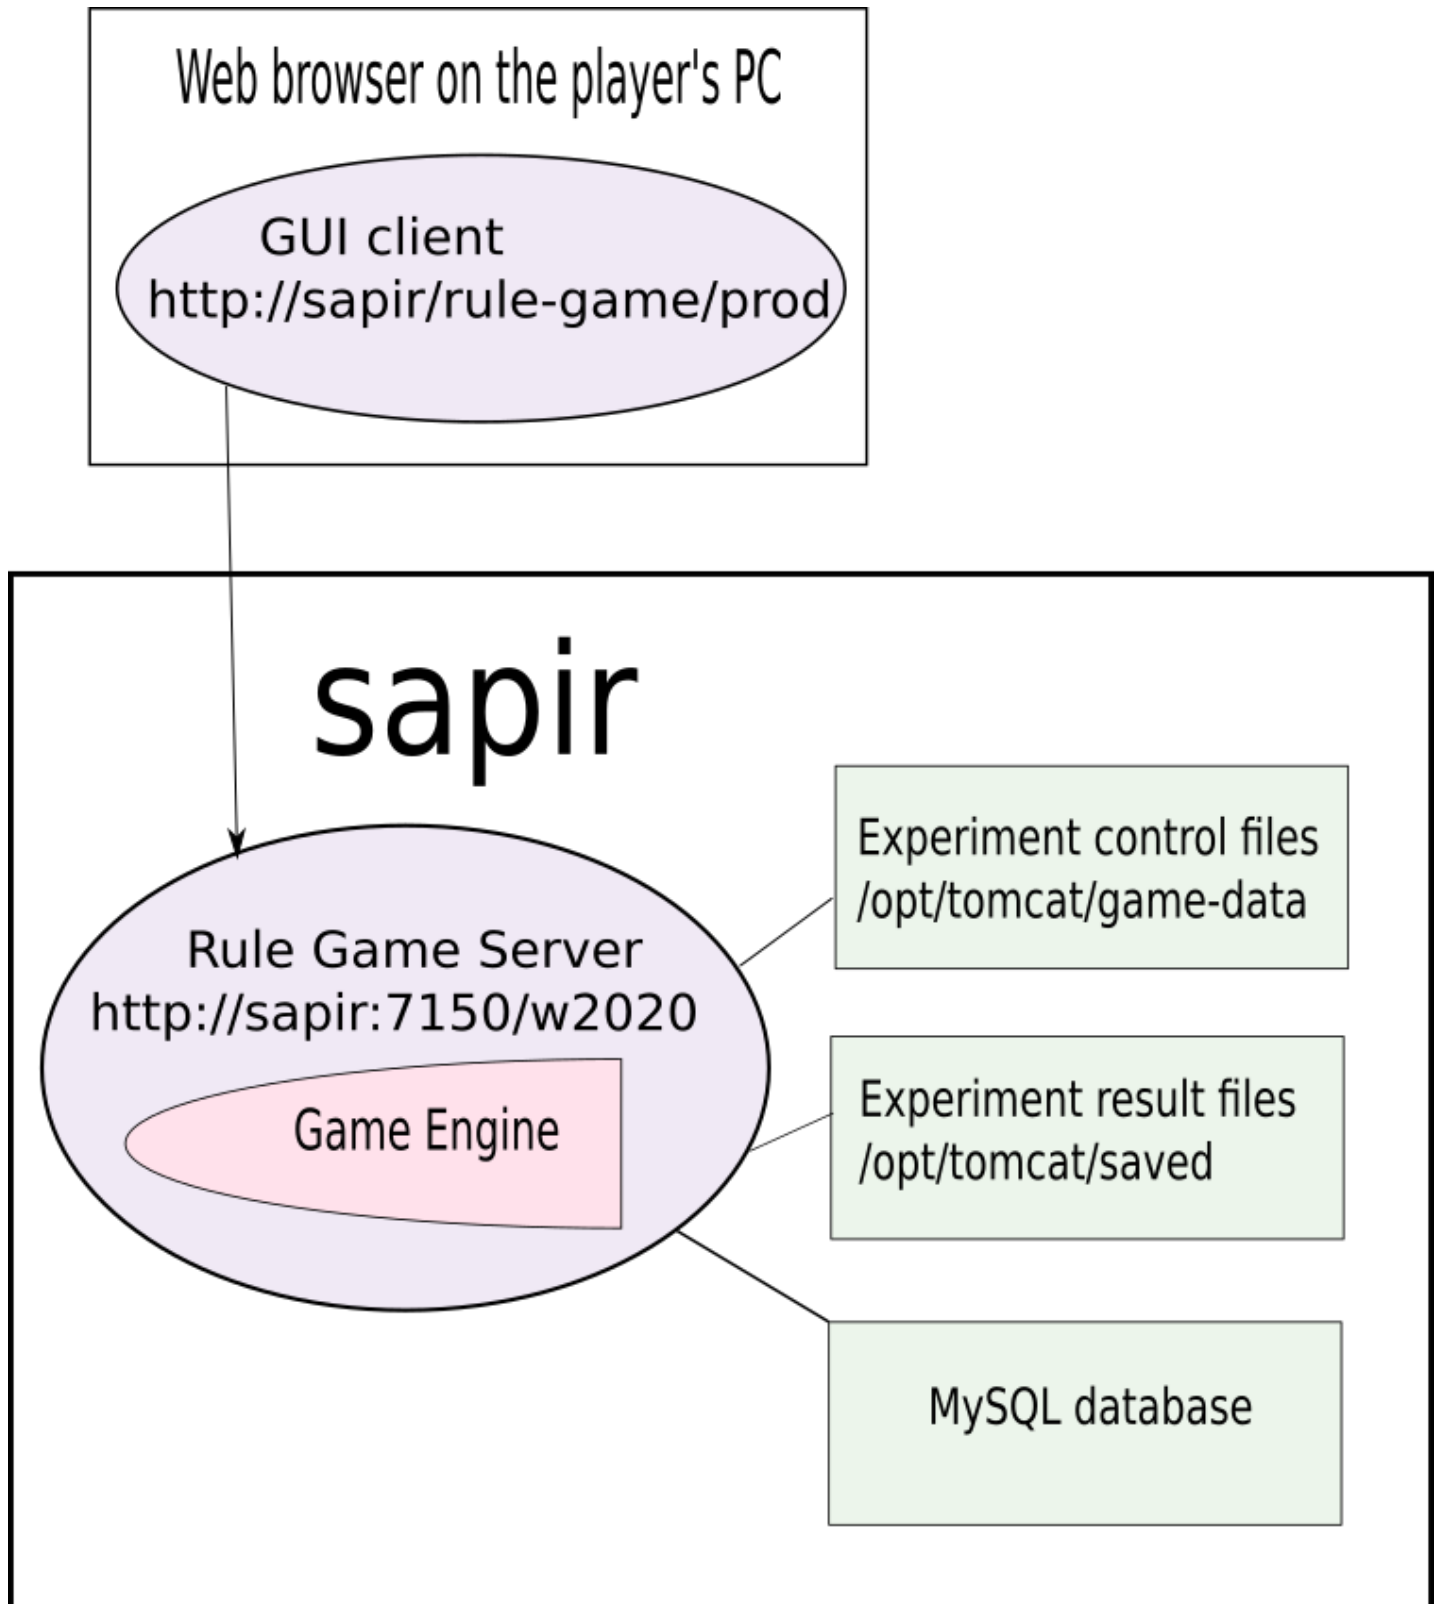 Web browser on the player's PC
GUI client
http://sapir/rule-game/prod
sapir
Experiment control files
/opt/tomcat/game-data
Rule Game Server
http://sapir:7150/w2020
Game Engine
Experiment result files
/opt/tomcat/saved
MySQL database